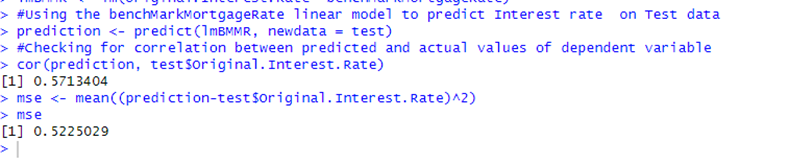 > #Using the benchMarkMortgageRate linear model to predict Interest rate  on Test data
> prediction <- predict(lmBMMR, newdata = test)
> #Checking for correlation between predicted and actual values of dependent variable
> cor(prediction, test$Original.Interest.Rate)
[1] 0.5713404
> mse <- mean((prediction-test$Original.Interest.Rate)^2)
> mse
[1] 0.5225029
>